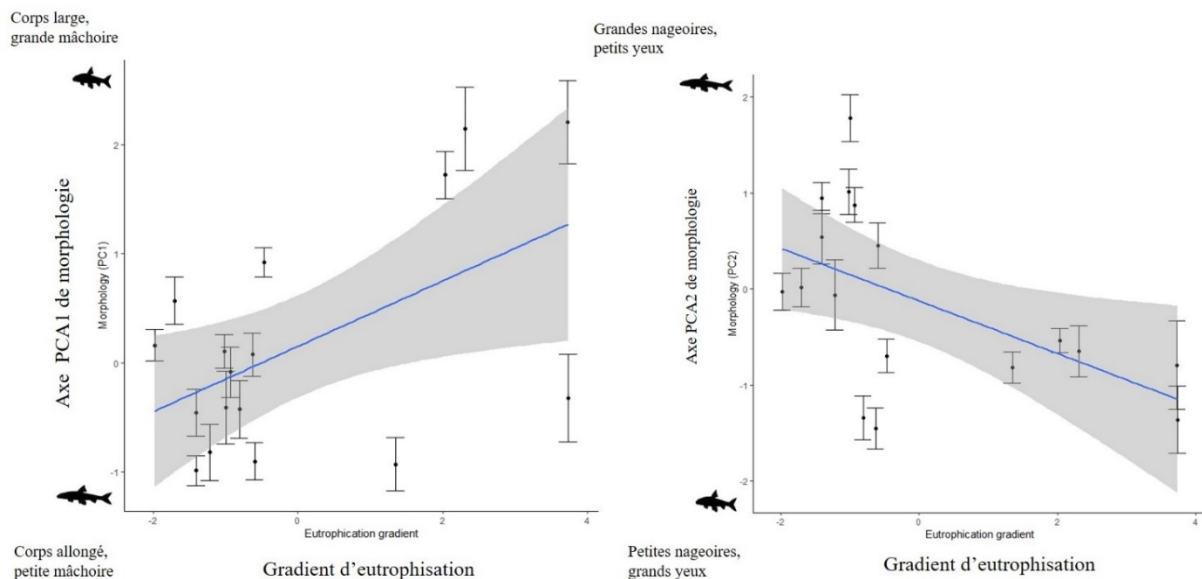 Corps large,
grande mâchoire
2
1
0
-1
Axe PCA1 de morphologie
Morphology (PC1)
-2
0
2
4
Eutrophication gradient
Corps allongé,
petite mâchoire
Gradient d'eutrophisation
Grandes nageoires,
petits yeux
2
1
0
-1
-2
Axe PCA2 de morphologie
Morphology (PC2)
-2
0
2
4
Eutrophication gradient
Petites nageoires,
grands yeux
Gradient d'eutrophisation